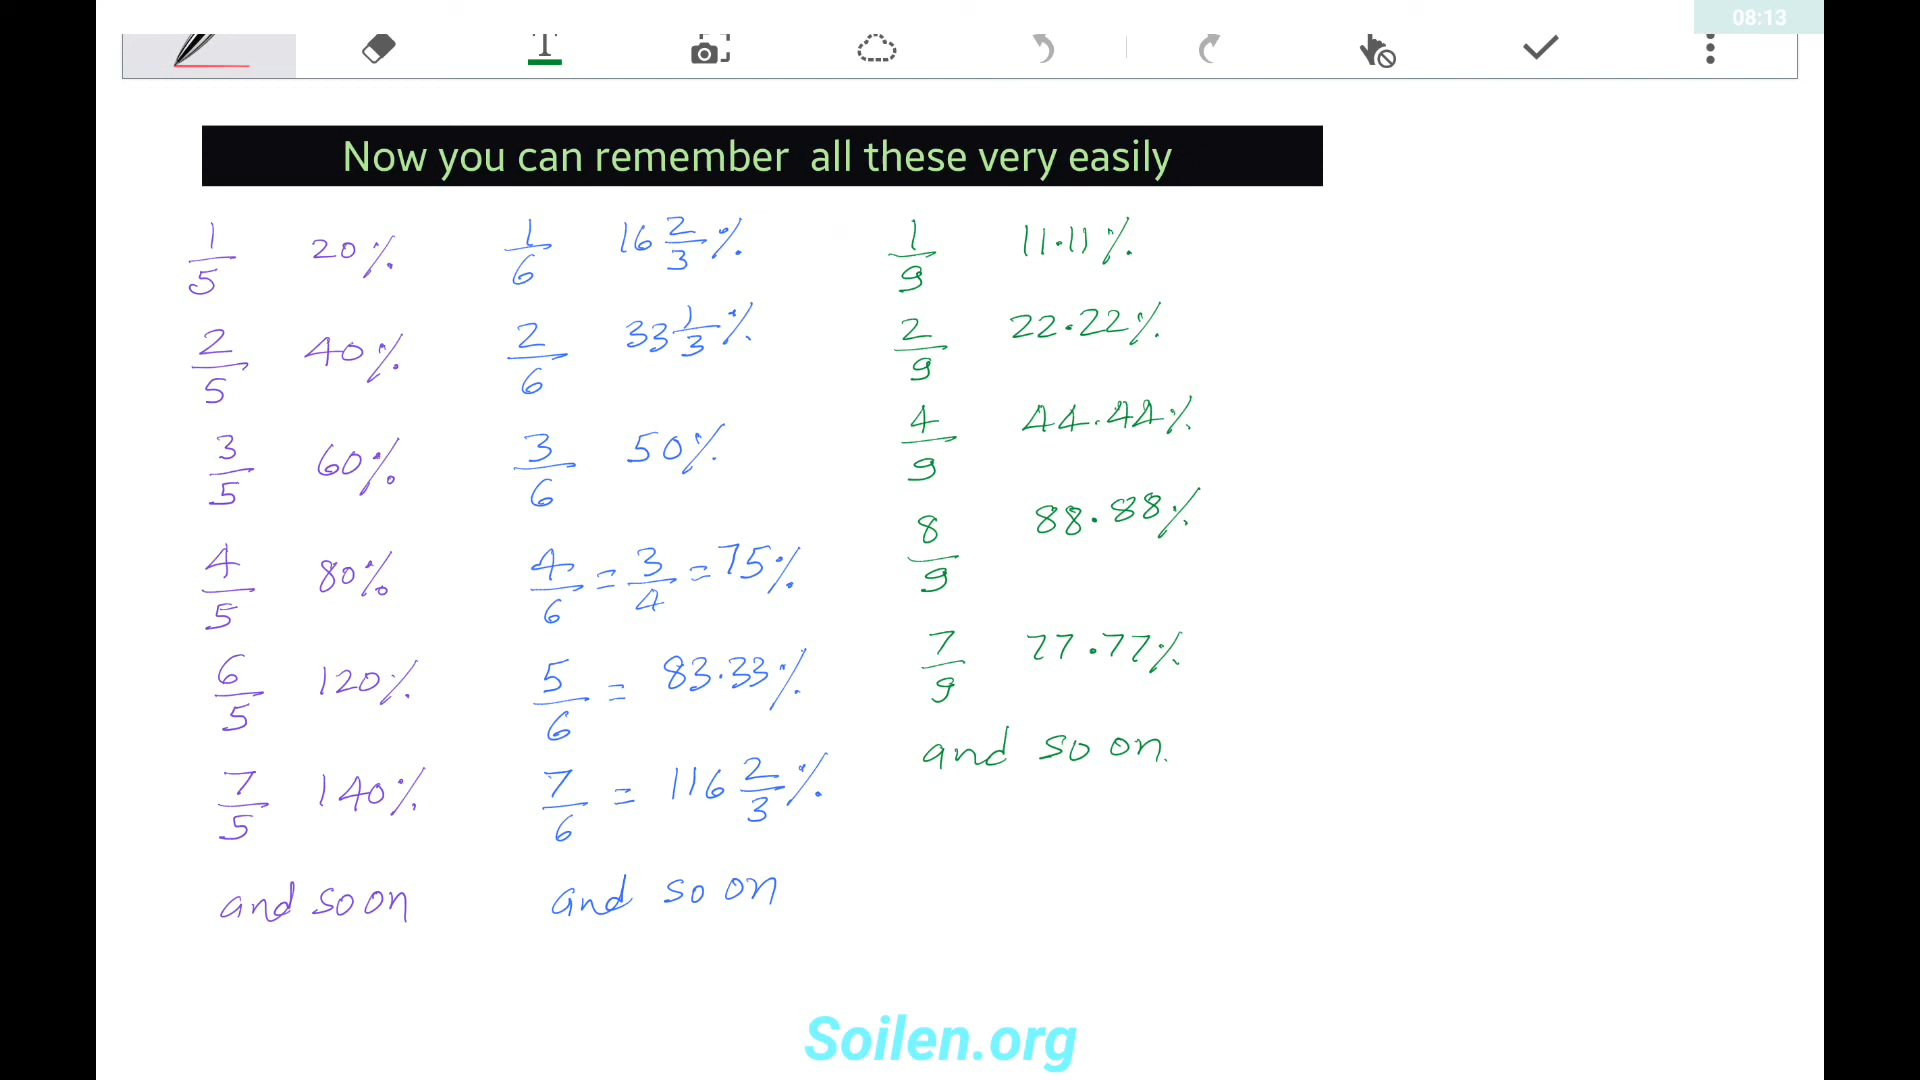 08:13
Now you can remember all these very easily
1/5 20% 1/6 16 2/3% 1/9 11.11%
2/5 40% 2/6 33 1/3% 2/9 22.22%
3/5 60% 3/6 50% 4/9 44.44%
4/5 80% 4/6 = 3/4 = 75% 8/9 88.88%
6/5 120% 5/6 = 83.33% 7/9 77.77%
7/5 140% 7/6 = 116 2/3% and so on.
and so on and so on
Soilen.org